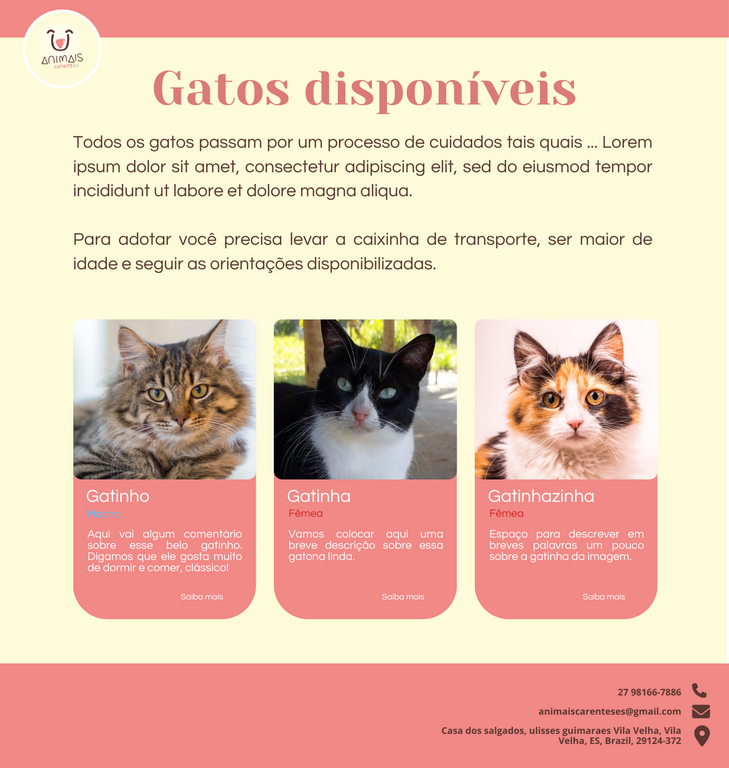 ANIMAIS
carentes
Gatos disponíveis
Todos os gatos passam por um processo de cuidados tais quais ... Lorem
ipsum dolor sit amet, consectetur adipiscing elit, sed do eiusmod tempor
incididunt ut labore et dolore magna aliqua.
Para adotar você precisa levar a caixinha de transporte, ser maior de
idade e seguir as orientações disponibilizadas.
Gatinho
Macho
Aqui vai algum comentário
sobre esse belo gatinho.
Digamos que ele gosta muito
de dormir e comer, clássico!
Saiba mais
Gatinha
Fêmea
Vamos colocar aqui uma
breve descrição sobre essa
gatona linda.
Saiba mais
Gatinhazinha
Fêmea
Espaço para descrever em
breves palavras um pouco
sobre a gatinha da imagem.
Saiba mais
27 98166-7886
animaiscarenteses@gmail.com
Casa dos salgados, ulisses guimaraes Vila Velha, Vila
Velha, ES, Brazil, 29124-372